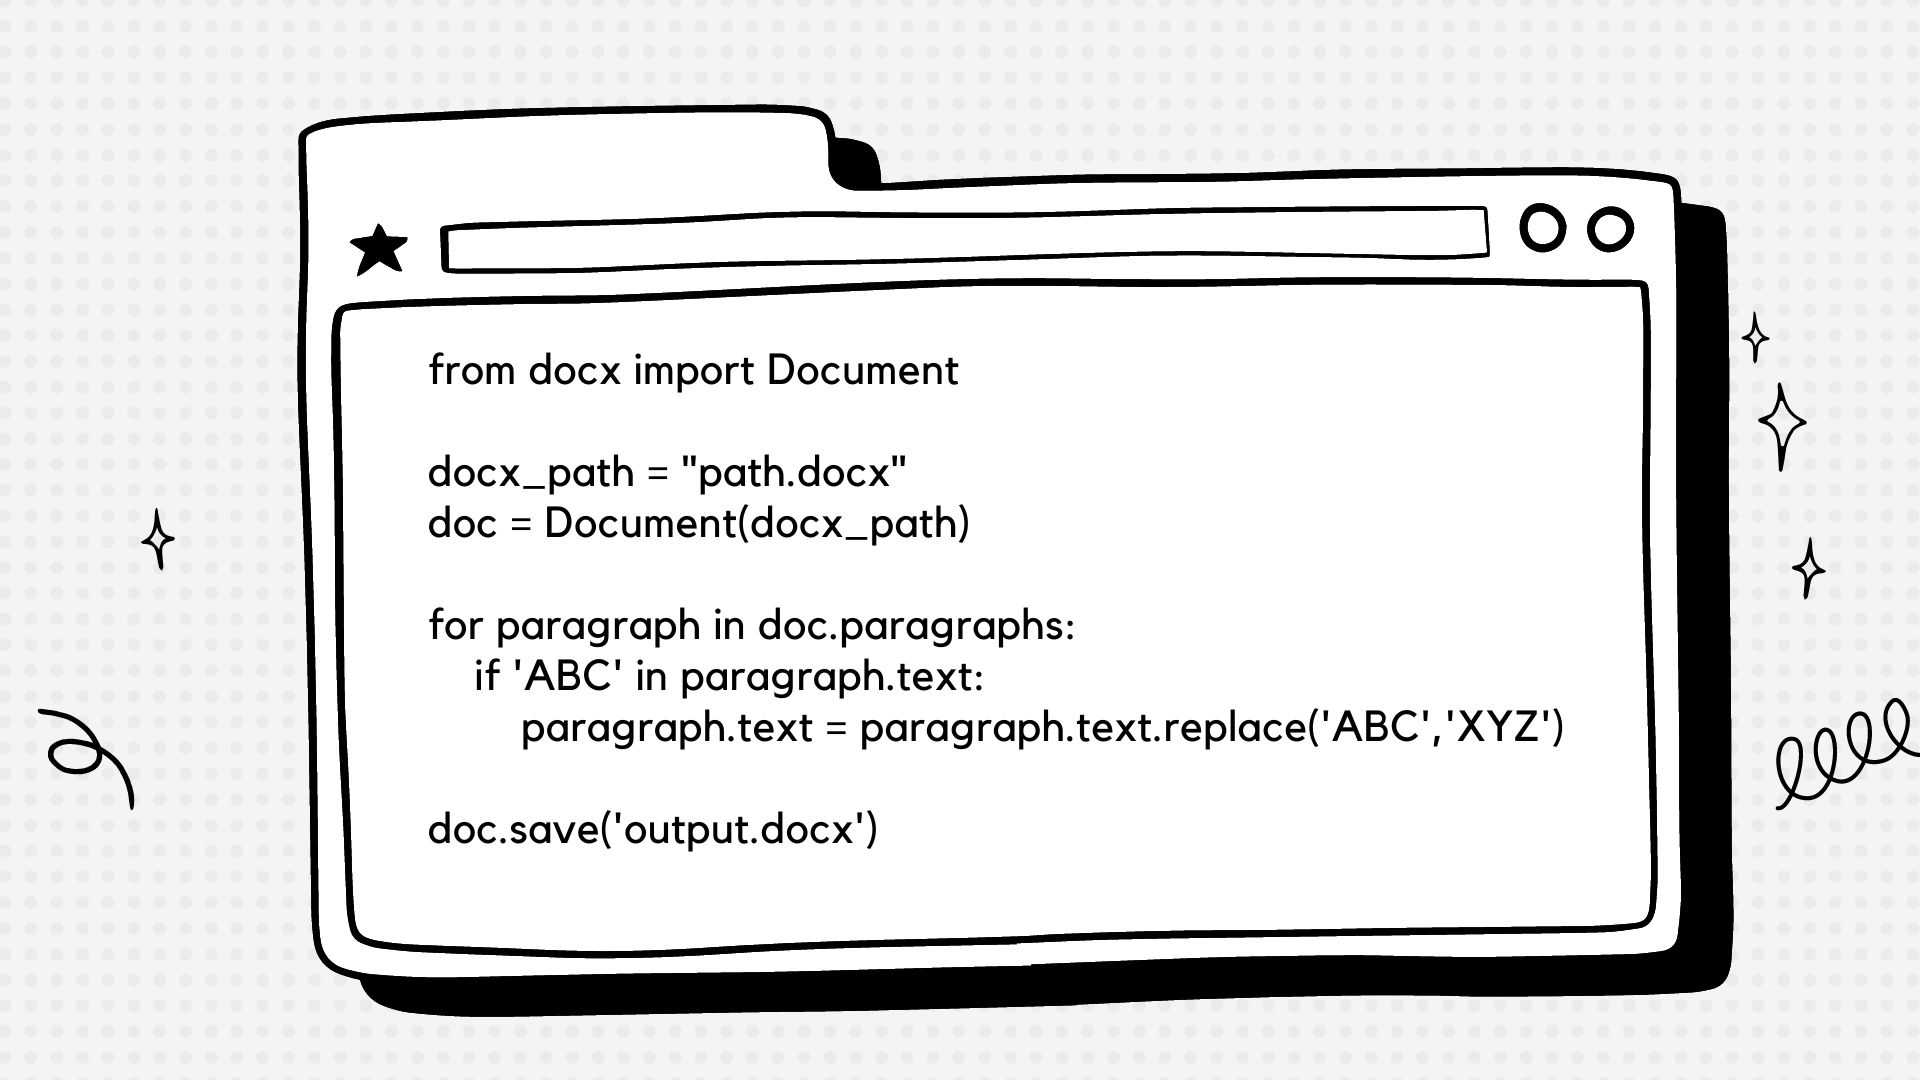 from docx import Document
docx_path = "path.docx"
doc = Document(docx_path)
for paragraph in doc.paragraphs:
    if 'ABC' in paragraph.text:
        paragraph.text = paragraph.text.replace('ABC','XYZ')
doc.save('output.docx')